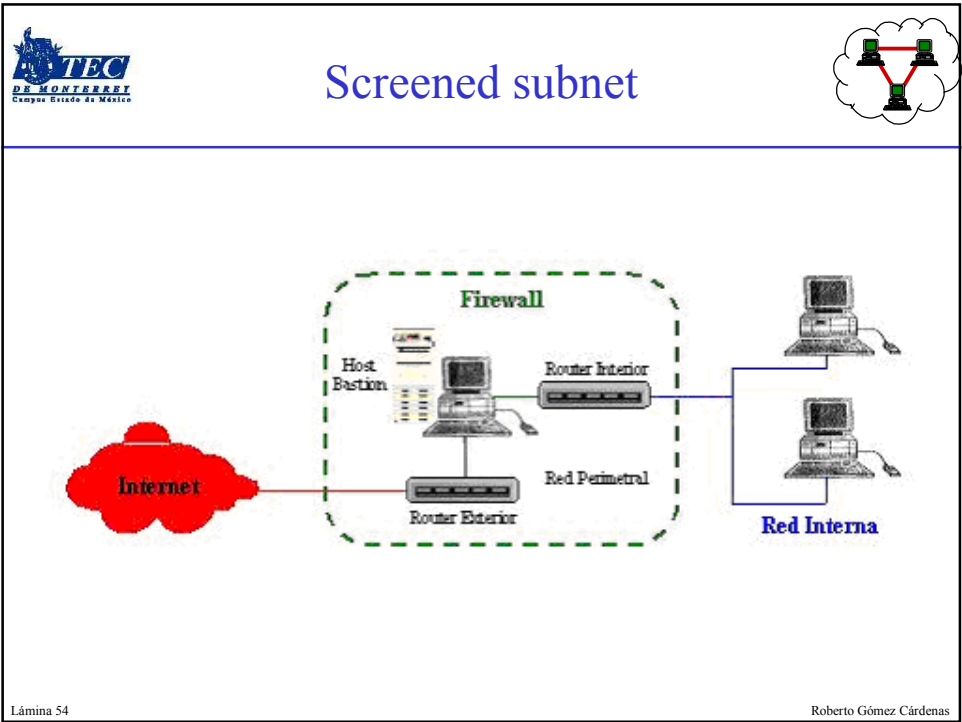 TEC
DE MONTERREY
Campus Estado de México
Screened subnet
Firewall
Host
Bastion
Router Interior
Internet
Red Perimetral
Router Exterior
Red Interna
Lámina 54
Roberto Gómez Cárdenas